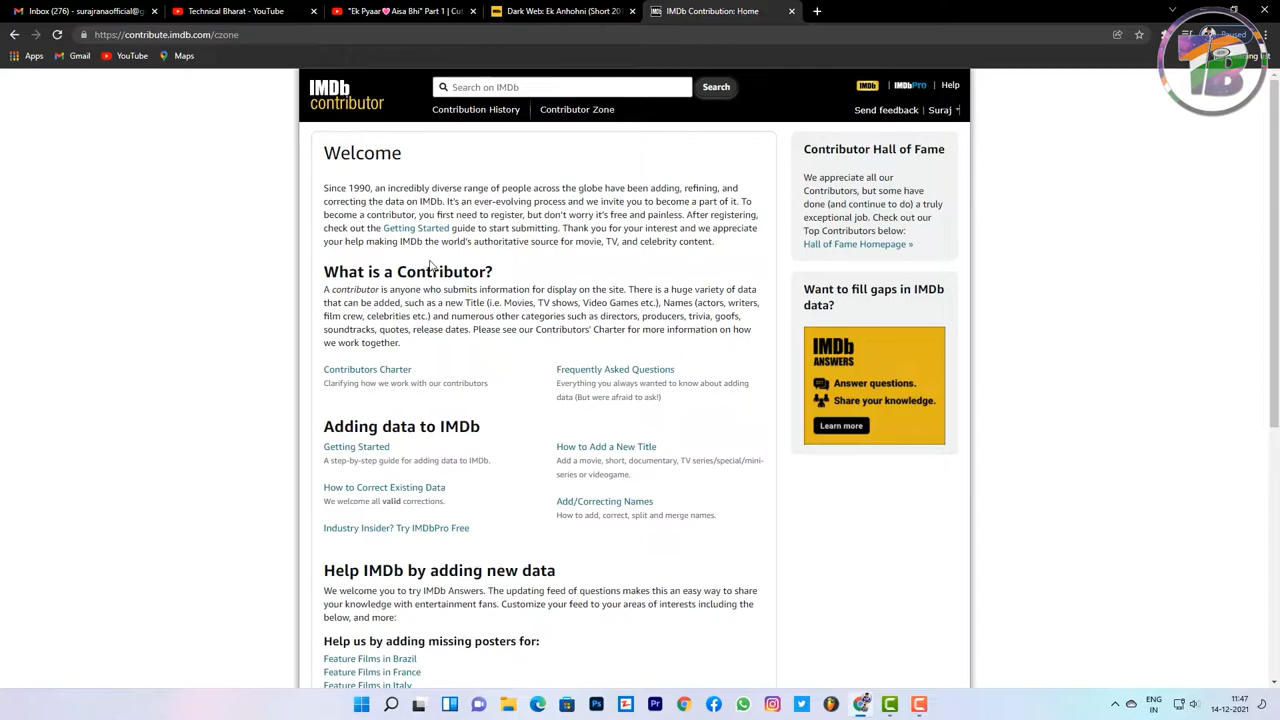 Inbox (276) - surajranaofficial@g
Technical Bharat - YouTube
"Ek Pyaar Aisa Bhi" Part 1 | Cu
Dark Web: Ek Anhohni (Short 20
IMDb Contribution: Home
https://contribute.imdb.com/czone
Paused
Apps
Gmail
YouTube
Maps
TB
IMDb
contributor
Search on IMDb
Search
IMDb | IMDbPro | Help
Contribution History | Contributor Zone
Send feedback | Suraj
Welcome
Since 1990, an incredibly diverse range of people across the globe have been adding, refining, and
correcting the data on IMDb. It's an ever-evolving process and we invite you to become a part of it. To
become a contributor, you first need to register, but don't worry it's free and painless. After registering,
check out the Getting Started guide to start submitting. Thank you for your interest and we appreciate
your help making IMDb the world's authoritative source for movie, TV, and celebrity content.
What is a Contributor?
A contributor is anyone who submits information for display on the site. There is a huge variety of data
that can be added, such as a new Title (i.e. Movies, TV shows, Video Games etc.), Names (actors, writers,
film crew, celebrities etc.) and numerous other categories such as directors, producers, trivia, goofs,
soundtracks, quotes, release dates. Please see our Contributors' Charter for more information on how
we work together.
Contributors Charter
Clarifying how we work with our contributors
Frequently Asked Questions
Everything you always wanted to know about adding
data (But were afraid to ask!)
Adding data to IMDb
Getting Started
A step-by-step guide for adding data to IMDb.
How to Add a New Title
Add a movie, short, documentary, TV series/special/mini-
series or videogame.
How to Correct Existing Data
We welcome all valid corrections.
Add/Correcting Names
How to add, correct, split and merge names.
Industry Insider? Try IMDbPro Free
Help IMDb by adding new data
We welcome you to try IMDb Answers. The updating feed of questions makes this an easy way to share
your knowledge with entertainment fans. Customize your feed to your areas of interests including the
below, and more:
Help us by adding missing posters for:
Feature Films in Brazil
Feature Films in France
Feature Films in Italy
Contributor Hall of Fame
We appreciate all our
Contributors, but some have
done (and continue to do) a truly
exceptional job. Check out our
Top Contributors below:
Hall of Fame Homepage »
Want to fill gaps in IMDb
data?
IMDb
ANSWERS
Answer questions.
Share your knowledge.
Learn more
ENG
IN
11:47
14-12-2021